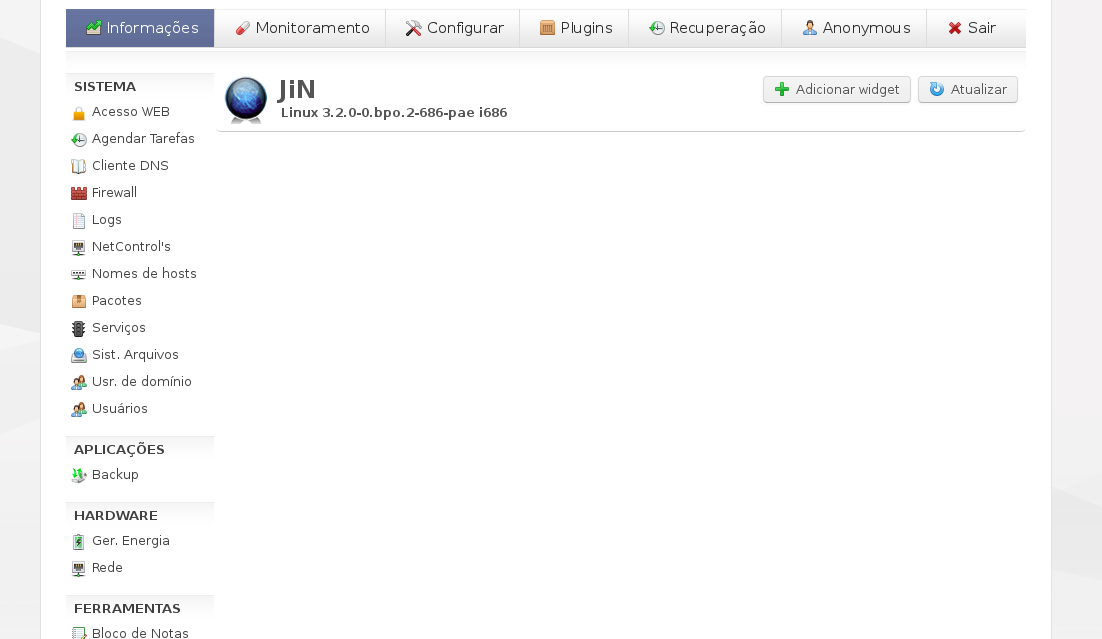 Informações Monitoramento Configurar Plugins Recuperação Anonymous Sair
SISTEMA
Acesso WEB
Agendar Tarefas
Cliente DNS
Firewall
Logs
NetControl's
Nomes de hosts
Pacotes
Serviços
Sist. Arquivos
Usr. de domínio
Usuários
APLICAÇÕES
Backup
HARDWARE
Ger. Energia
Rede
FERRAMENTAS
Bloco de Notas
JiN
Linux 3.2.0-0.bpo.2-686-pae i686
Adicionar widget Atualizar